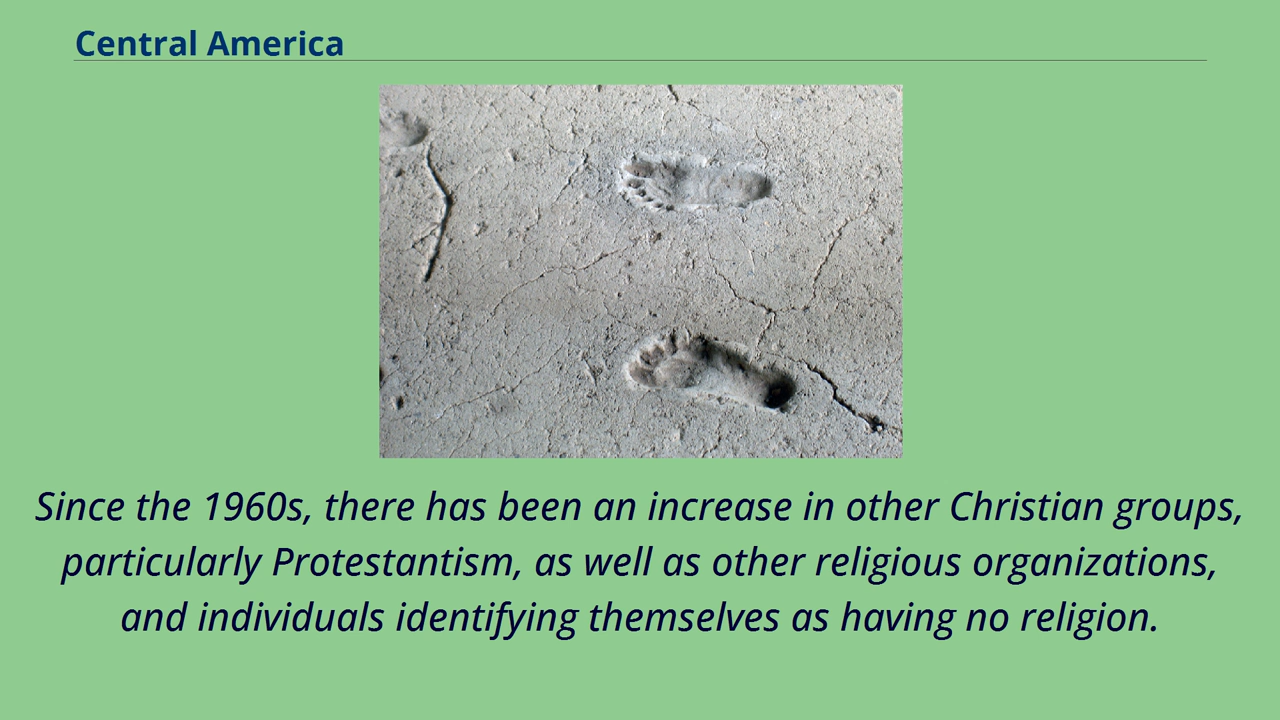 Central America
Since the 1960s, there has been an increase in other Christian groups,
particularly Protestantism, as well as other religious organizations,
and individuals identifying themselves as having no religion.